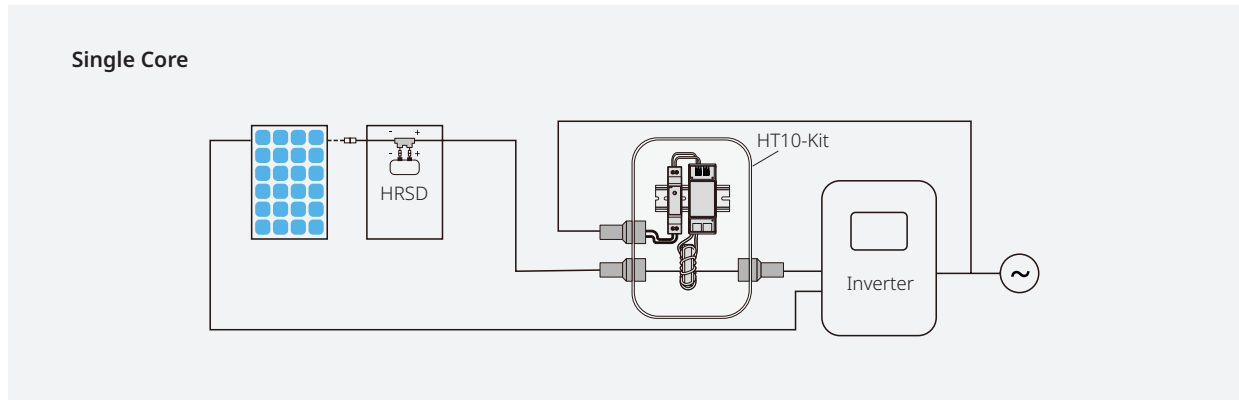 Single Core
HT10-Kit
- +
- +
HRSD
Inverter
~